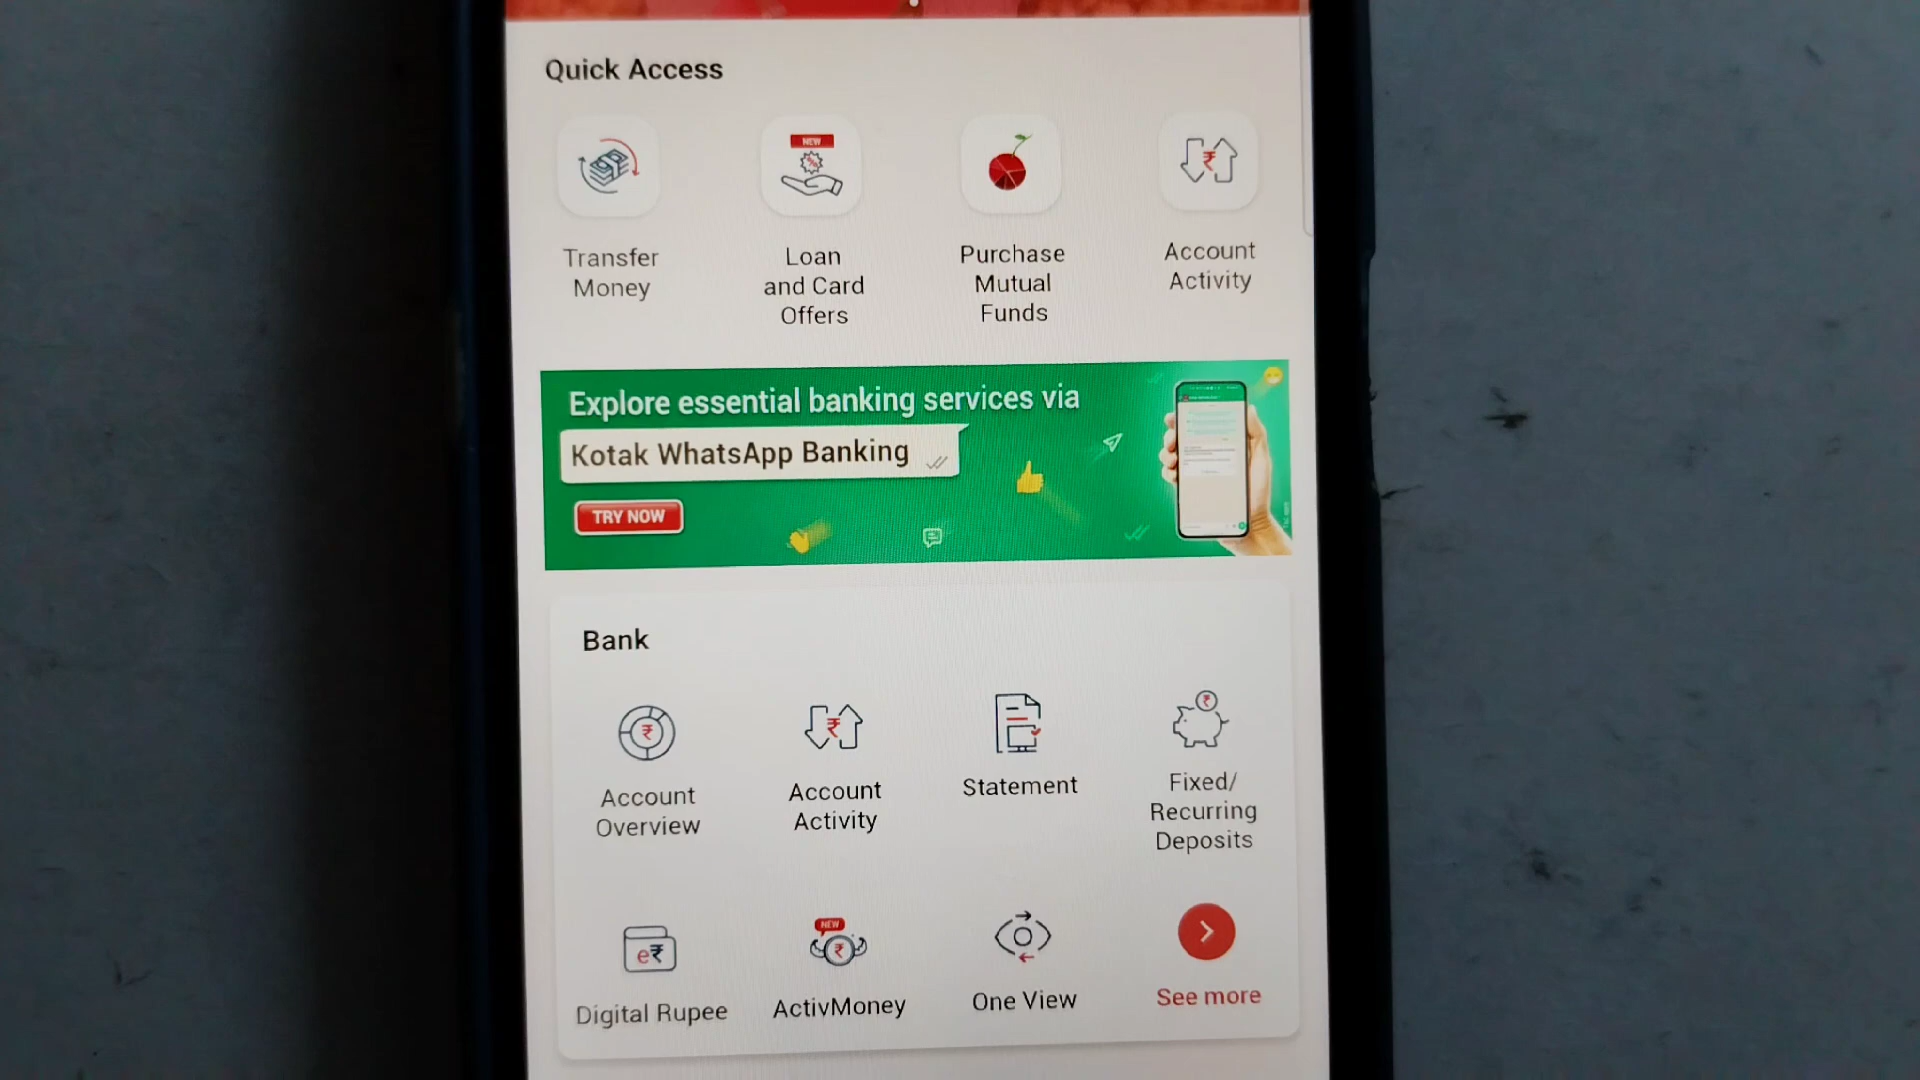 Quick Access
NEW
Transfer
Money
Loan
and Card
Offers
Purchase
Mutual
Funds
Account
Activity
Explore essential banking services via
Kotak WhatsApp Banking
TRY NOW
Bank
Account
Overview
Account
Activity
Statement
Fixed/
Recurring
Deposits
e₹
NEW
Digital Rupee
ActivMoney
One View
See more